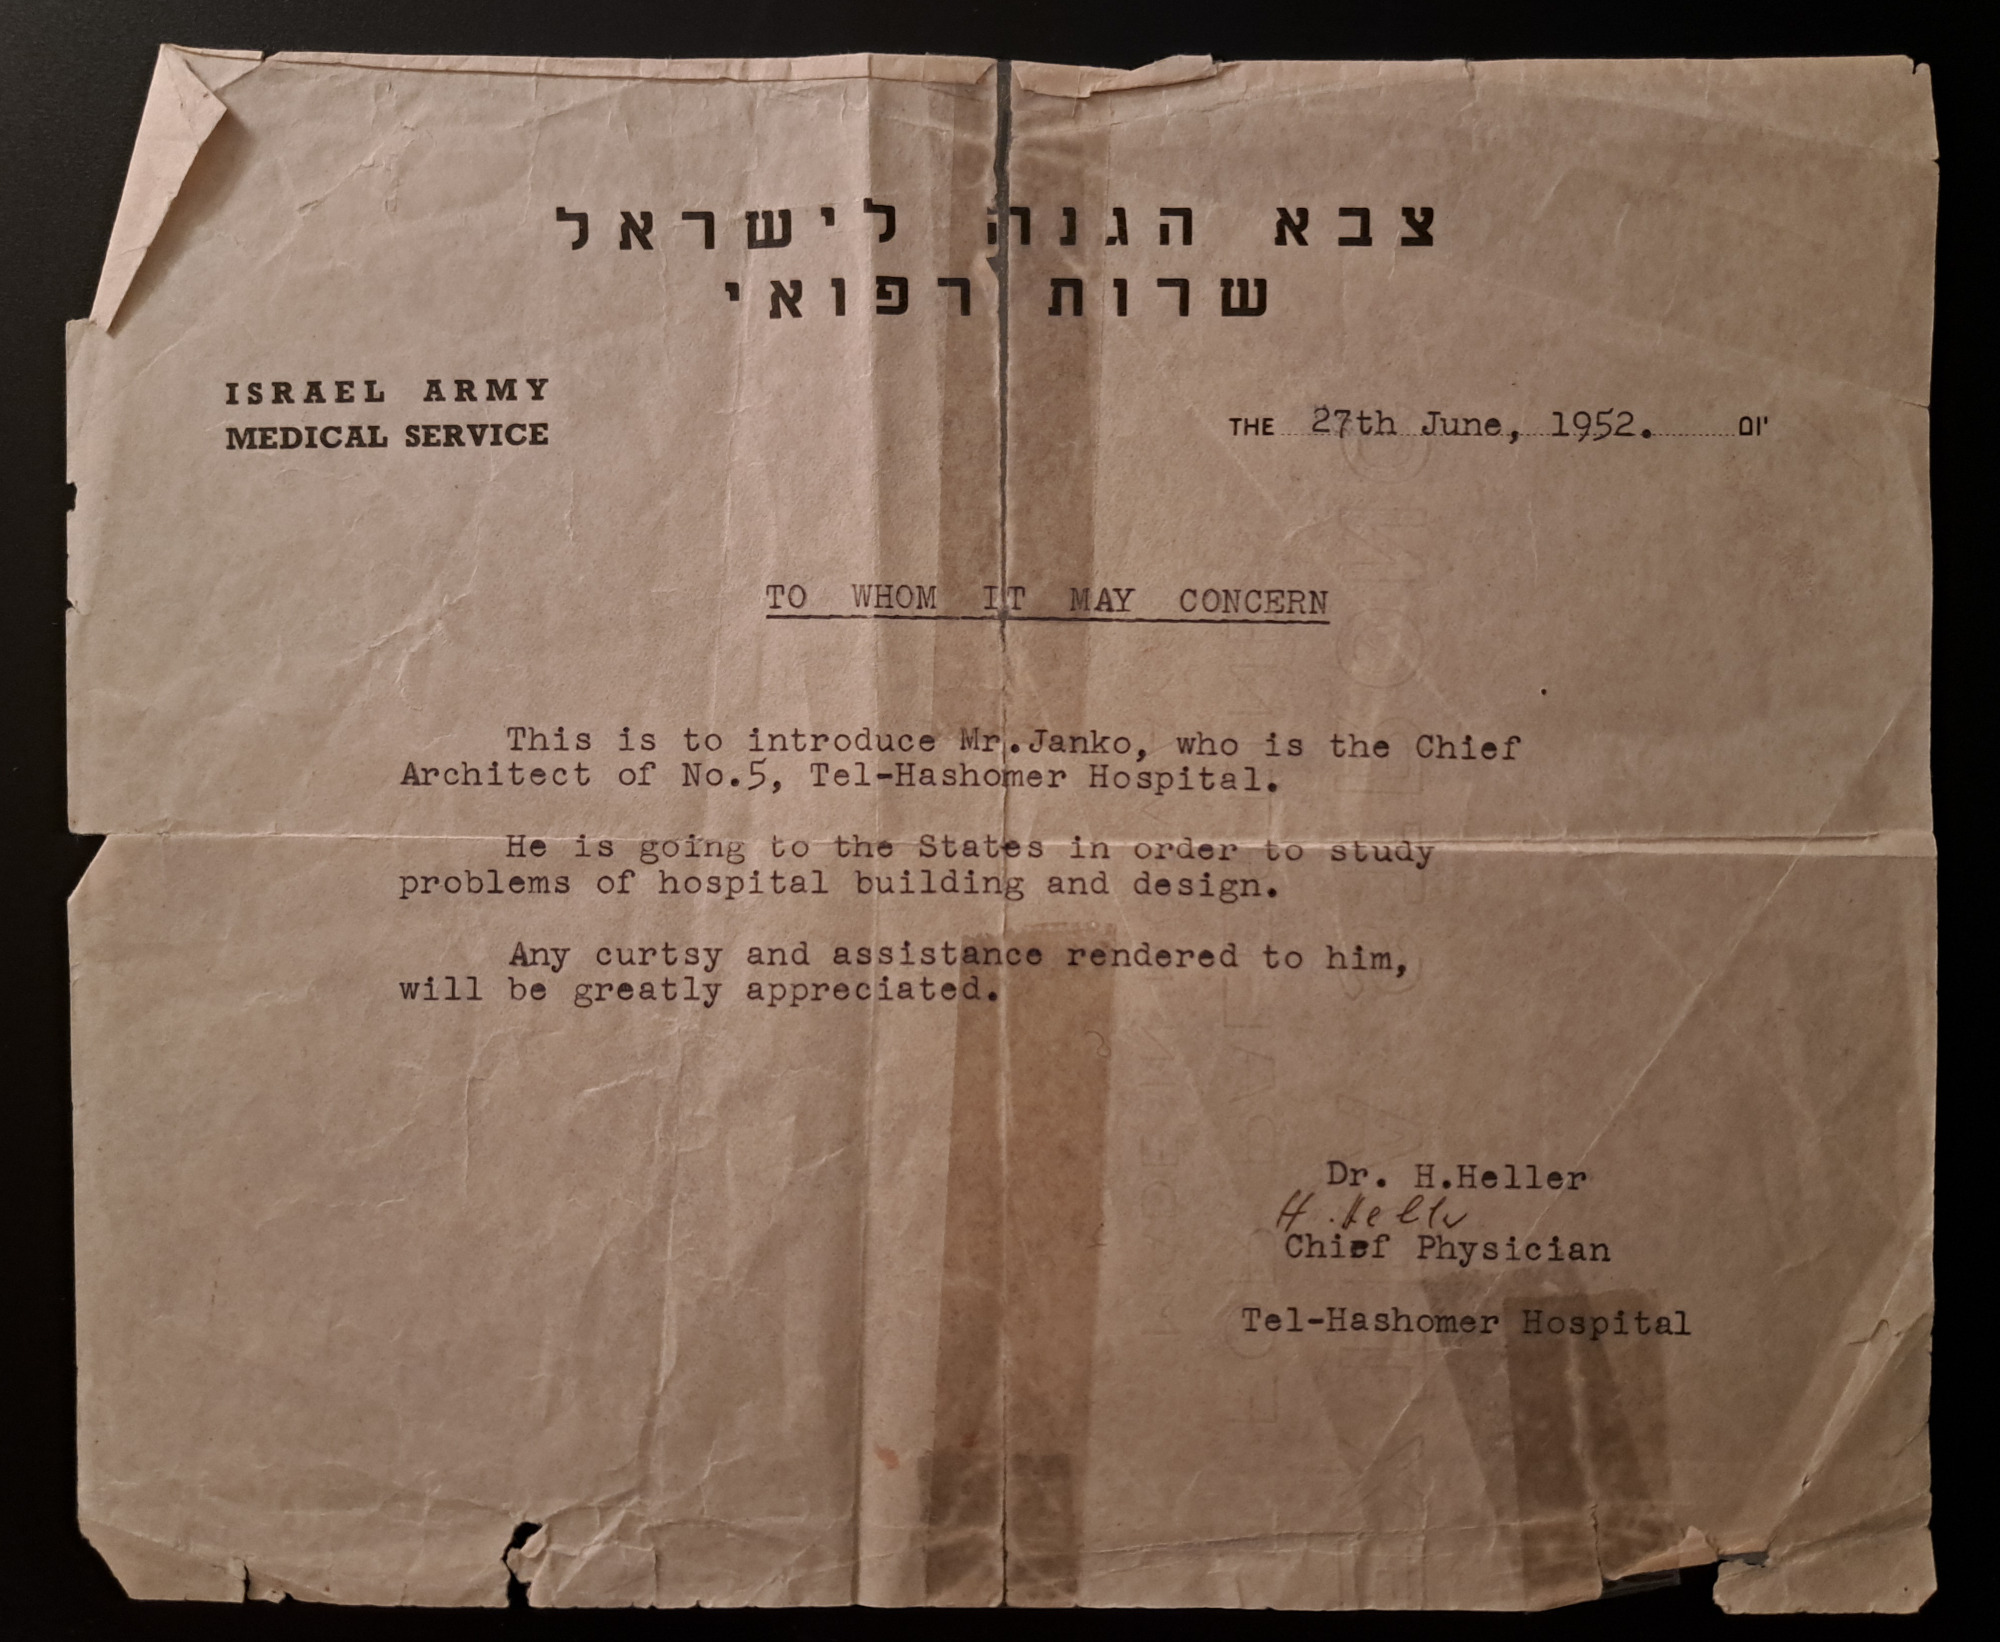 צבא הגנה לישראל
שרות רפואי
ISRAEL ARMY
MEDICAL SERVICE
THE 27th June, 1952. יום
TO WHOM IT MAY CONCERN
This is to introduce Mr.Janko, who is the Chief
Architect of No.5, Tel-Hashomer Hospital.
He is going to the States in order to study
problems of hospital building and design.
Any curtsy and assistance rendered to him,
will be greatly appreciated.
Dr. H.Heller
H. Heller
Chief Physician
Tel-Hashomer Hospital